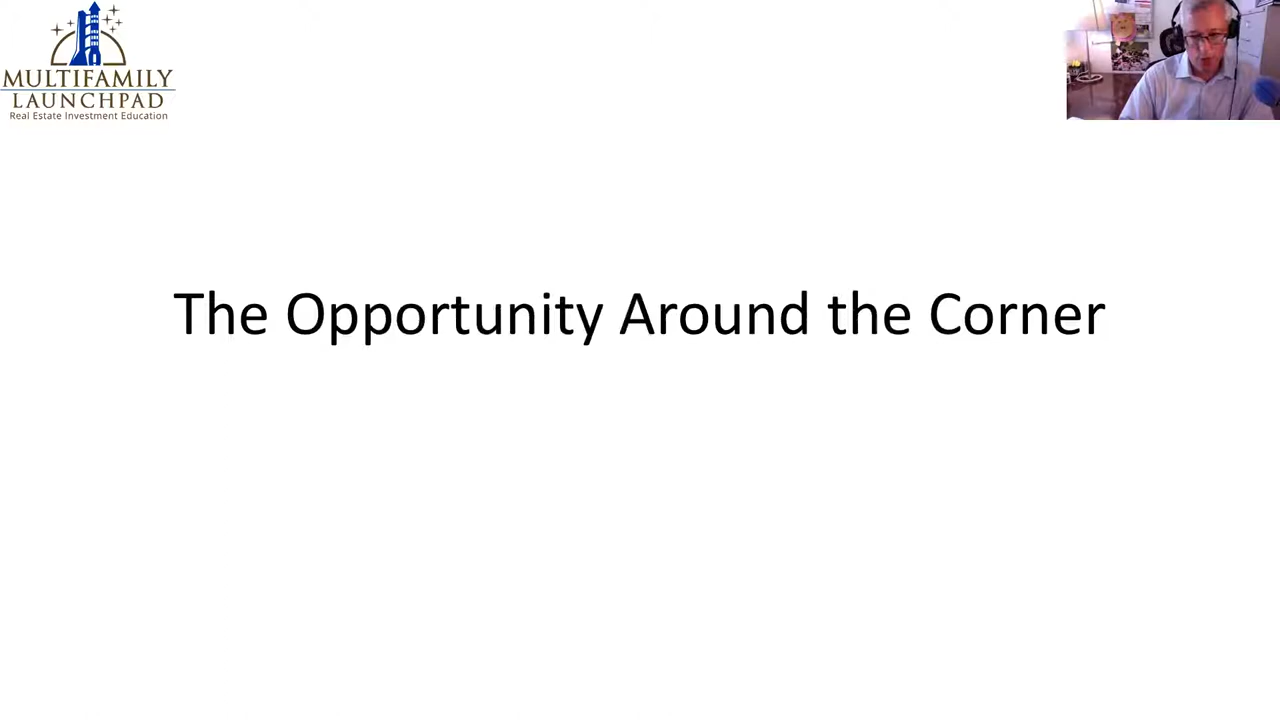 MULTIFAMILY
LAUNCHPAD
Real Estate Investment Education
The Opportunity Around the Corner